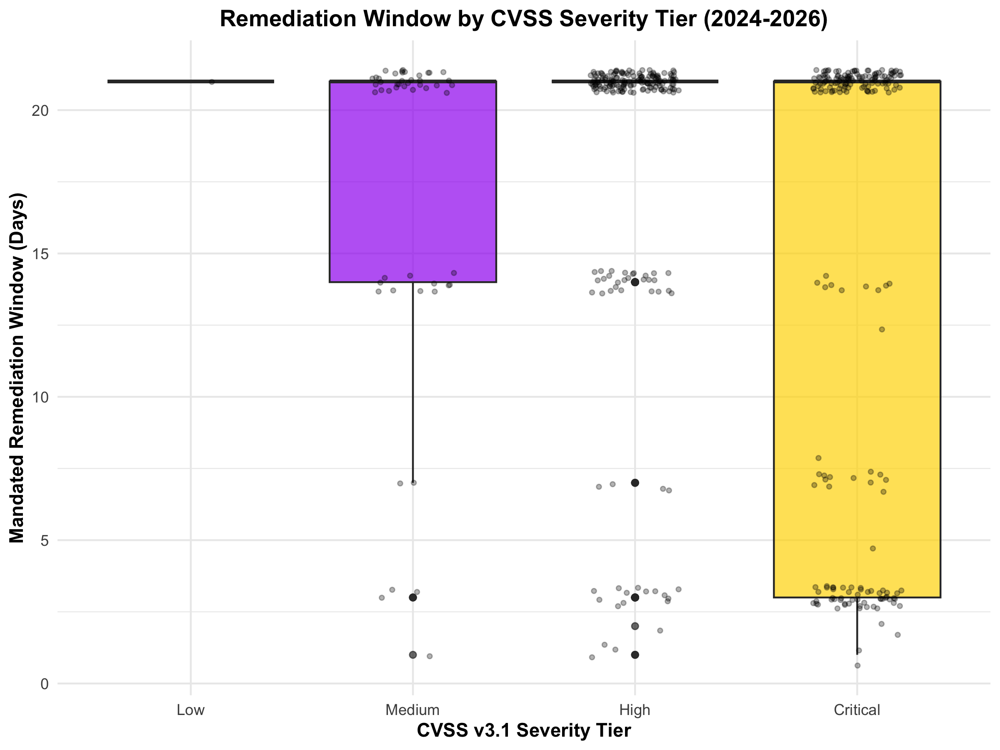 Remediation Window by CVSS Severity Tier (2024-2026)
Mandated Remediation Window (Days)
20
15
10
5
0
Low
Medium
High
Critical
CVSS v3.1 Severity Tier